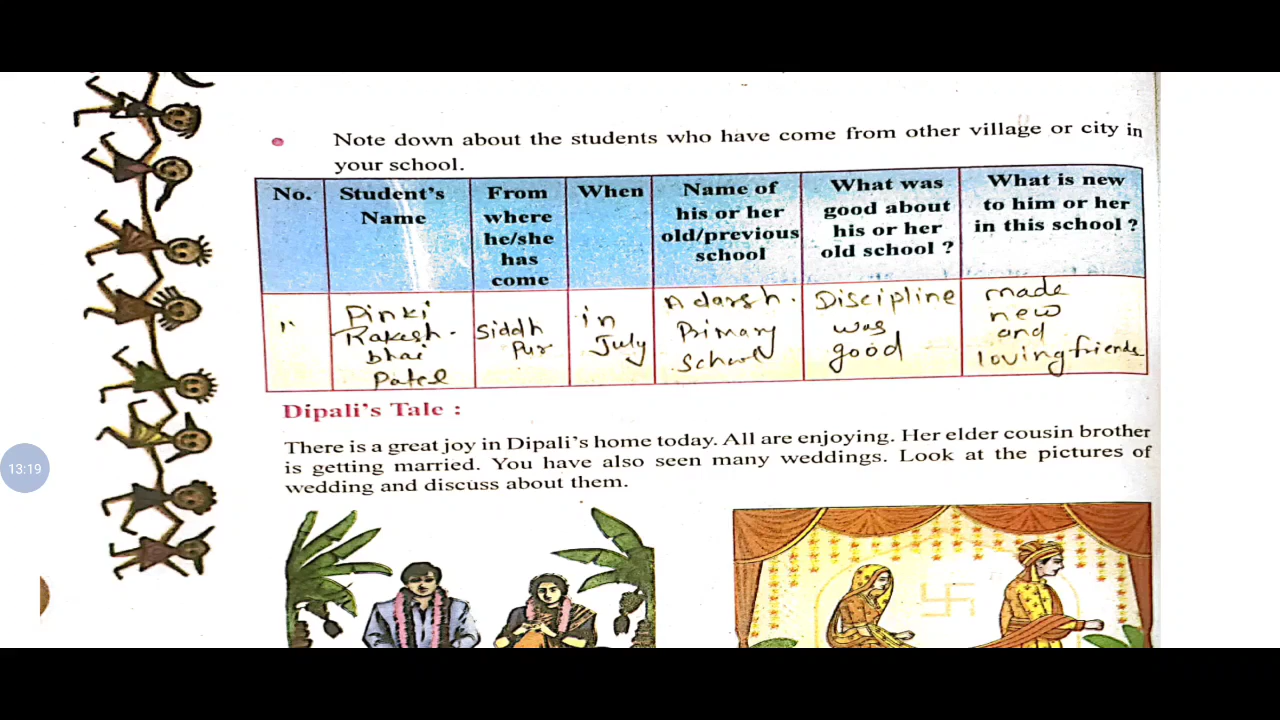 Note down about the students who have come from other village or city in
your school.
No.
Student's
Name
From
where
he/she
has
come
When
Name of
his or her
old/previous
school
What was
good about
his or her
old school ?
What is new
to him or her
in this school ?
1.
Pinki
Rakesh-
bhai
Patel
Siddh
Pur
in
July
Adarsh.
Primary
School
Discipline
was
good
made
new
and
loving friends
Dipali's Tale :
There is a great joy in Dipali's home today. All are enjoying. Her elder cousin brother
is getting married. You have also seen many weddings. Look at the pictures of
wedding and discuss about them.
13:19